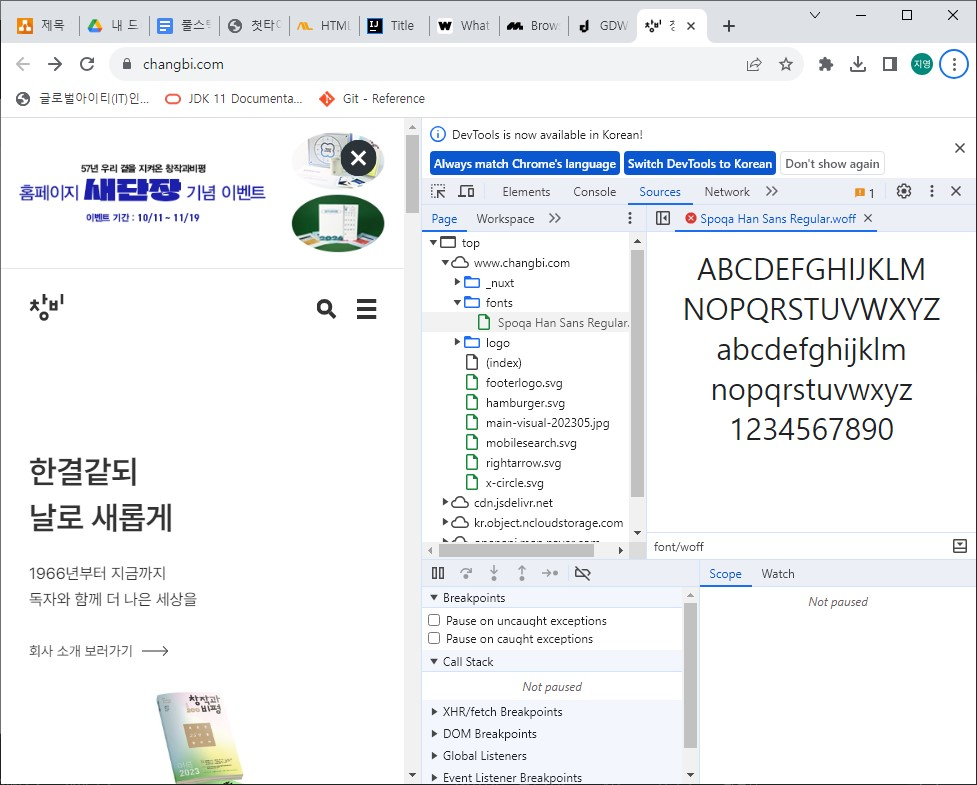 제목
내 드
풀스트
첫타
HTML
Title
What
Brow
GDW
창비
changbi.com
지영
글로벌아이티(IT)인...
JDK 11 Documenta...
Git - Reference
57년 우리 곁을 지켜온 창작과비평
홈페이지 새단장 기념 이벤트
이벤트 기간 : 10/11 ~ 11/19
2024
창비
한결같되
날로 새롭게
1966년부터 지금까지
독자와 함께 더 나은 세상을
회사 소개 보러가기
창작과
비평
200
여름
2023
DevTools is now available in Korean!
Always match Chrome's language
Switch DevTools to Korean
Don't show again
Elements
Console
Sources
Network
1
Page
Workspace
Spoqa Han Sans Regular.woff
top
www.changbi.com
_nuxt
fonts
Spoqa Han Sans Regular.
logo
(index)
footerlogo.svg
hamburger.svg
main-visual-202305.jpg
mobilesearch.svg
rightarrow.svg
x-circle.svg
cdn.jsdelivr.net
kr.object.ncloudstorage.com
ABCDEFGHIJKLM
NOPQRSTUVWXYZ
abcdefghijklm
nopqrstuvwxyz
1234567890
font/woff
Breakpoints
Pause on uncaught exceptions
Pause on caught exceptions
Call Stack
Not paused
XHR/fetch Breakpoints
DOM Breakpoints
Global Listeners
Event Listener Breakpoints
Scope
Watch
Not paused